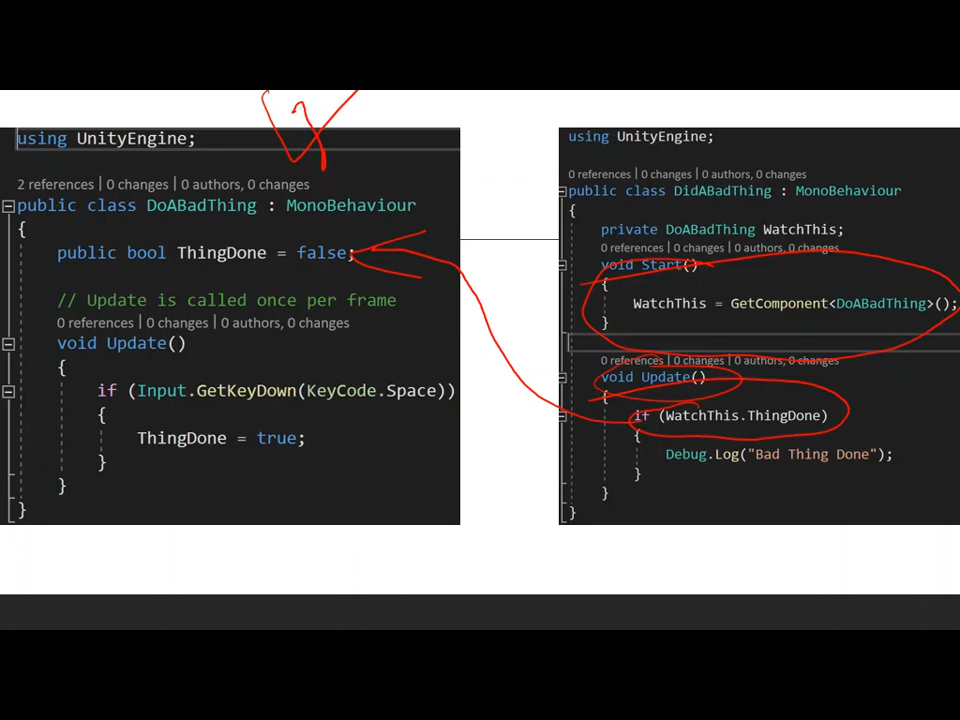 using UnityEngine;
2 references | 0 changes | 0 authors, 0 changes
public class DoABadThing : MonoBehaviour
{
public bool ThingDone = false;
// Update is called once per frame
0 references | 0 changes | 0 authors, 0 changes
void Update()
{
if (Input.GetKeyDown(KeyCode.Space))
{
ThingDone = true;
}
}
}
using UnityEngine;
0 references | 0 changes | 0 authors, 0 changes
public class DidABadThing : MonoBehaviour
{
private DoABadThing WatchThis;
0 references | 0 changes | 0 authors, 0 changes
void Start()
{
WatchThis = GetComponent<DoABadThing>();
}
0 references | 0 changes | 0 authors, 0 changes
void Update()
{
if (WatchThis.ThingDone)
{
Debug.Log("Bad Thing Done");
}
}
}